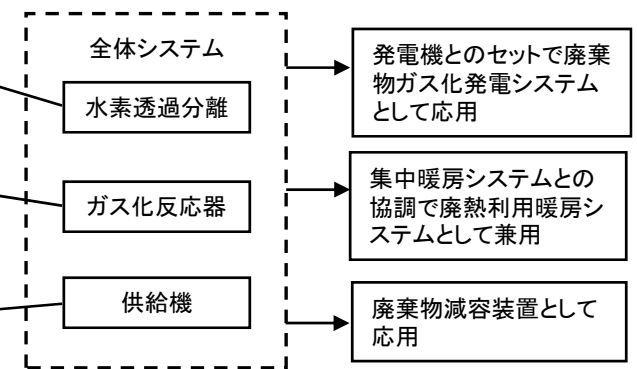 全体システム
水素透過分離
ガス化反応器
供給機
発電機とのセットで廃棄
物ガス化発電システム
として応用
集中暖房システムとの
協調で廃熱利用暖房シ
ステムとして兼用
廃棄物減容装置として
応用